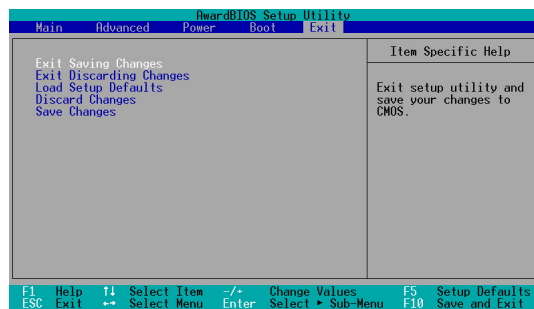 AwardBIOS Setup Utility
Main Advanced Power Boot Exit
Item Specific Help
Exit Saving Changes
Exit Discarding Changes
Load Setup Defaults
Discard Changes
Save Changes
Exit setup utility and
save your changes to
CMOS.
F1 Help ↑↓ Select Item -/+ Change Values F5 Setup Defaults
ESC Exit ←→ Select Menu Enter Select ► Sub-Menu F10 Save and Exit